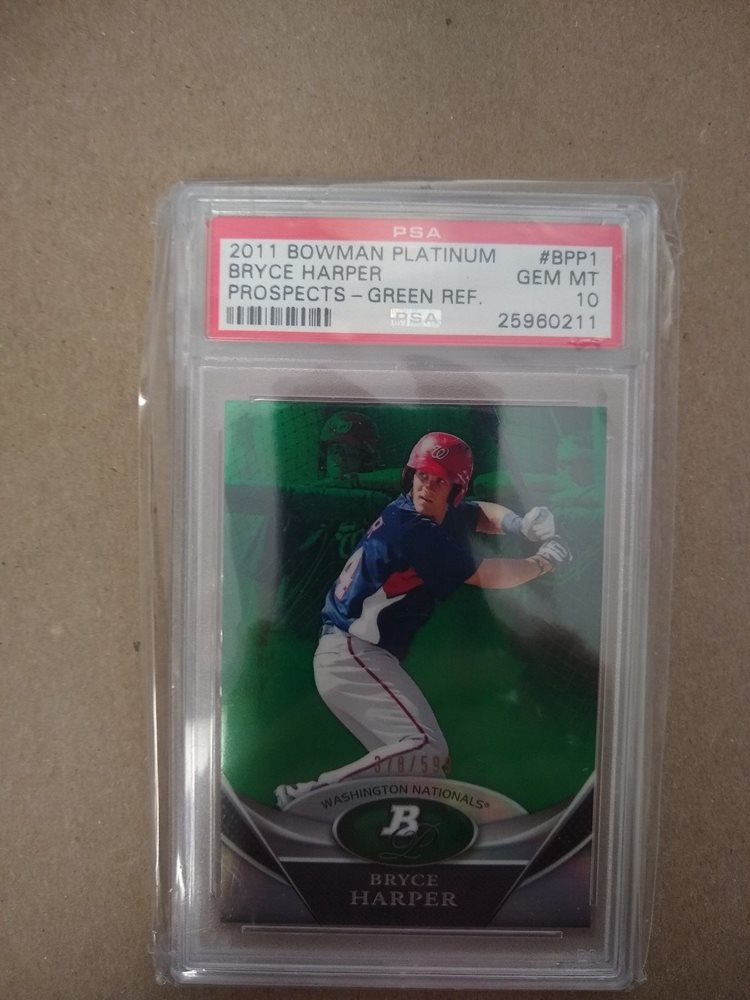 PSA
2011 BOWMAN PLATINUM #BPP1
BRYCE HARPER GEM MT
PROSPECTS - GREEN REF. 10
PSA 25960211
W
4
WASHINGTON NATIONALS®
B
P
BRYCE
HARPER